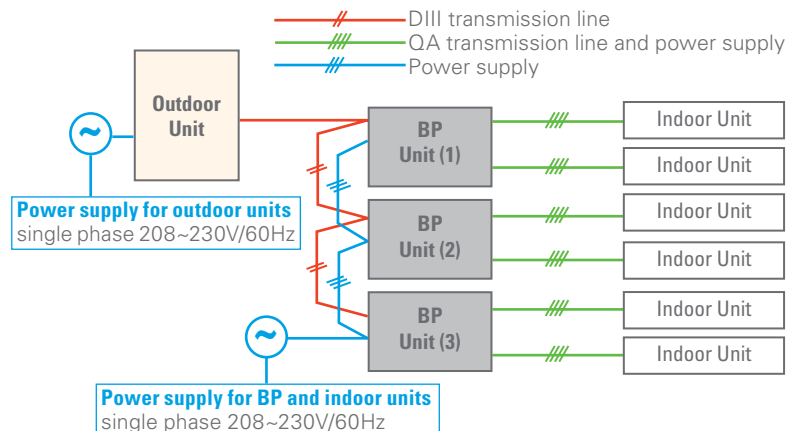 DIII transmission line
QA transmission line and power supply
Power supply
Outdoor
Unit
~
Power supply for outdoor units
single phase 208~230V/60Hz
BP
Unit (1)
Indoor Unit
Indoor Unit
BP
Unit (2)
Indoor Unit
Indoor Unit
BP
Unit (3)
Indoor Unit
Indoor Unit
~
Power supply for BP and indoor units
single phase 208~230V/60Hz